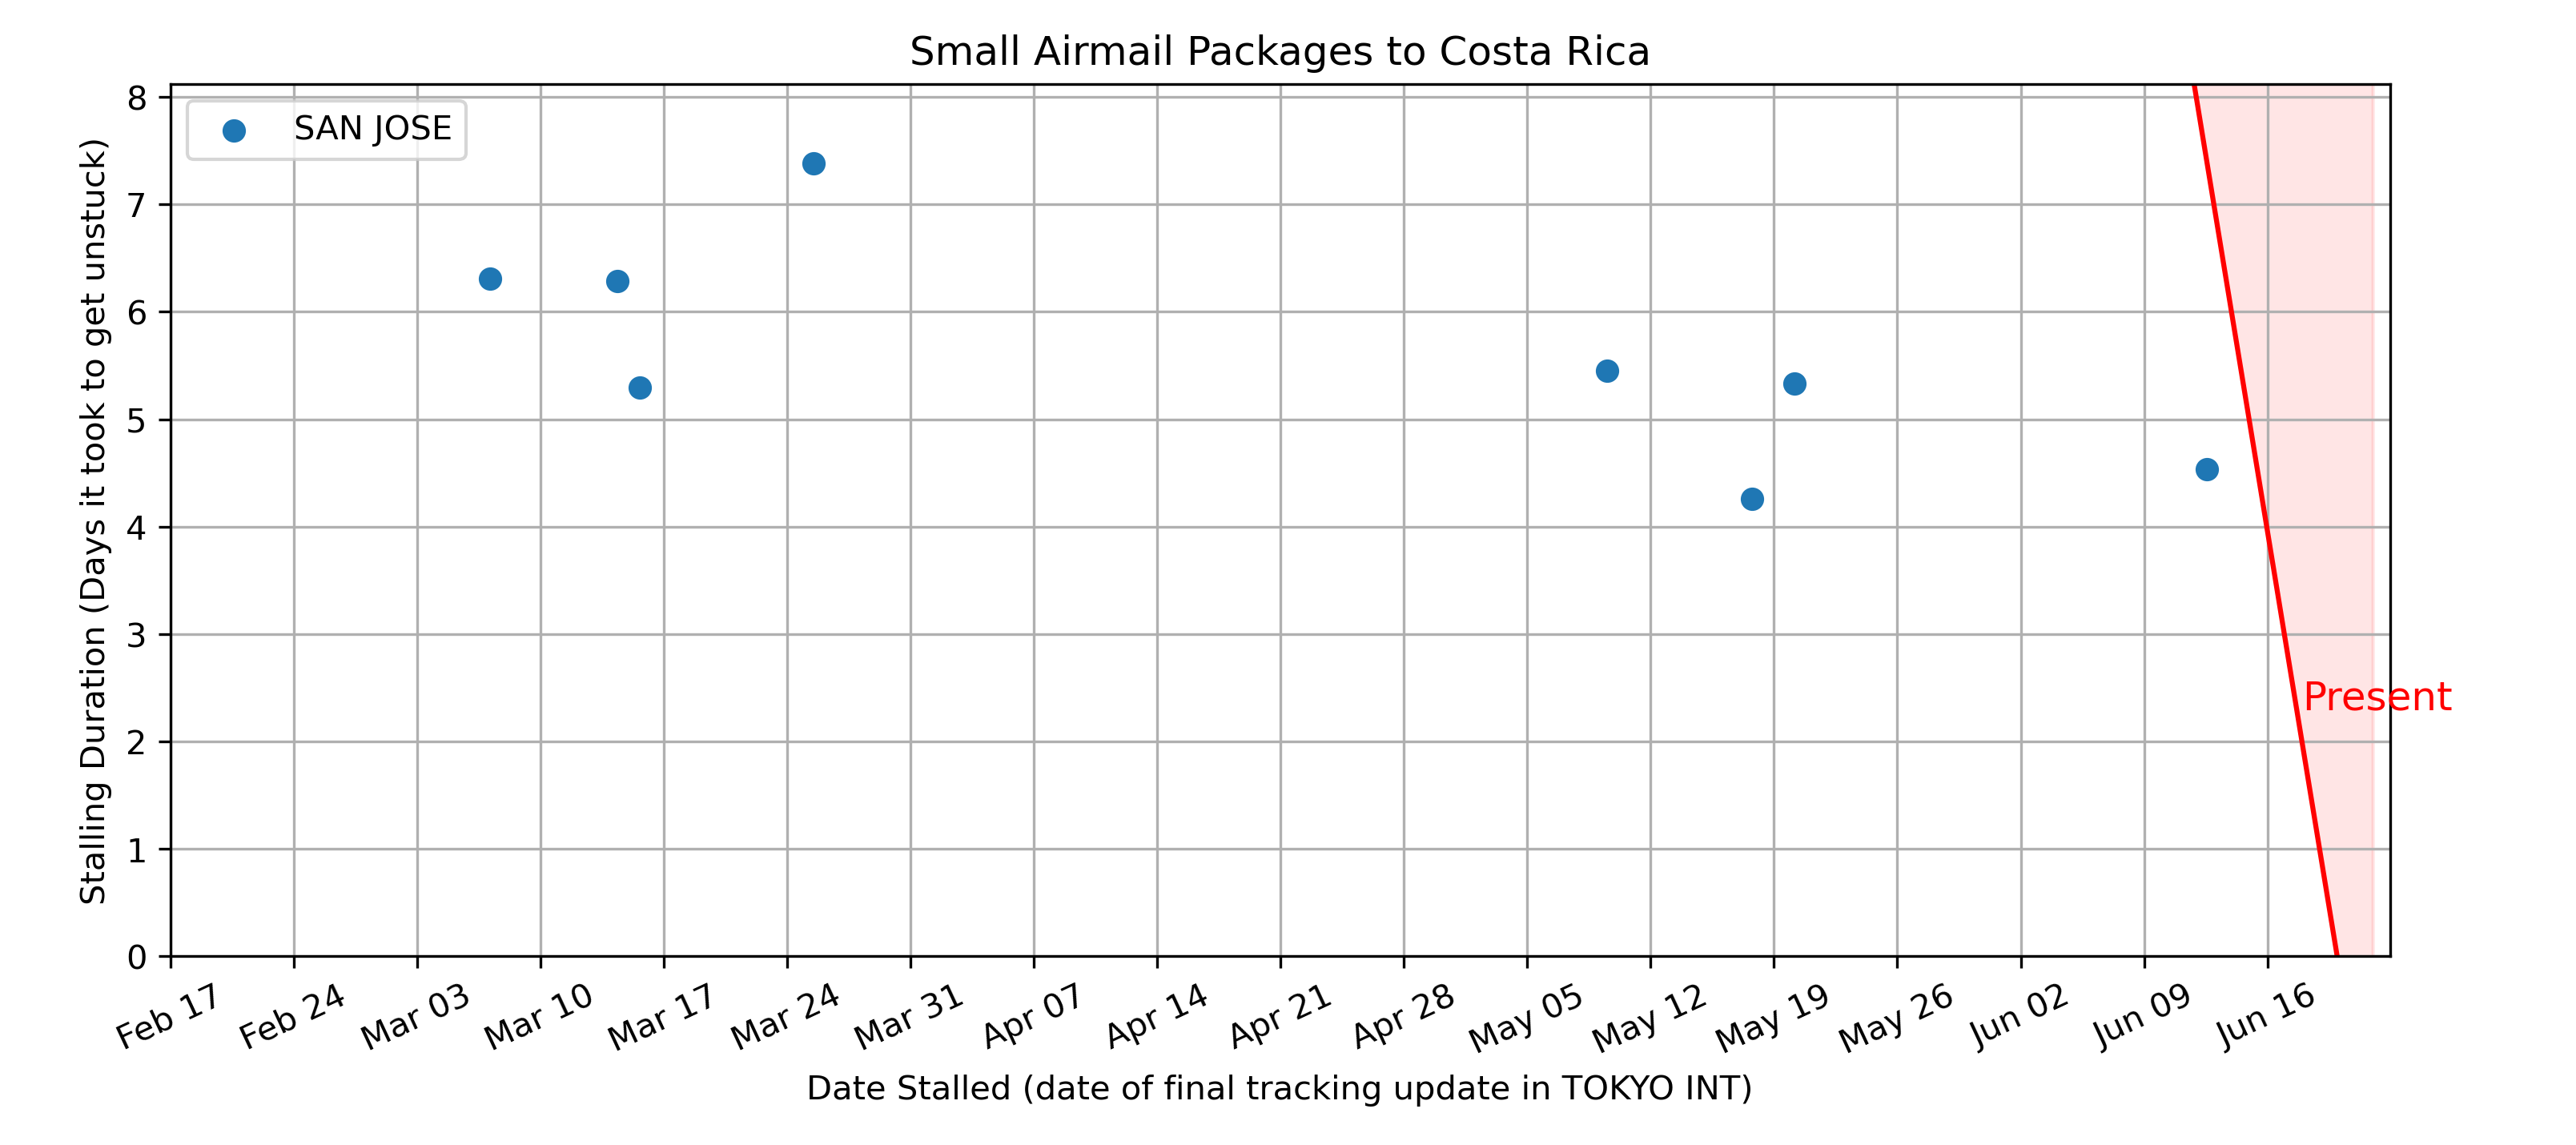 Small Airmail Packages to Costa Rica
SAN JOSE
Stalling Duration (Days it took to get unstuck)
8
7
6
5
4
3
2
1
0
Present
Feb 17
Feb 24
Mar 03
Mar 10
Mar 17
Mar 24
Mar 31
Apr 07
Apr 14
Apr 21
Apr 28
May 05
May 12
May 19
May 26
Jun 02
Jun 09
Jun 16
Date Stalled (date of final tracking update in TOKYO INT)